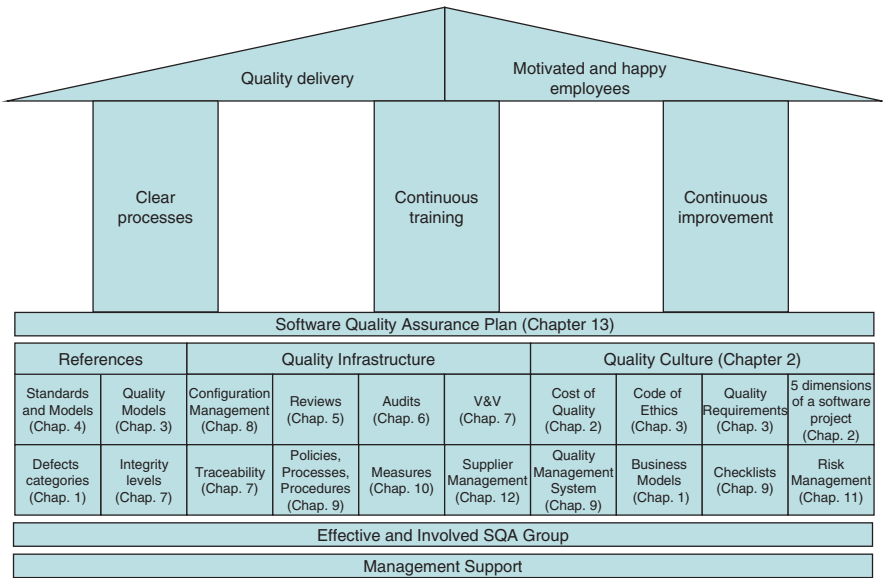 Quality delivery
Motivated and happy
employees
Clear
processes
Continuous
training
Continuous
improvement
Software Quality Assurance Plan (Chapter 13)
References
Quality Infrastructure
Quality Culture (Chapter 2)
Standards
and Models
(Chap. 4)
Quality
Models
(Chap. 3)
Configuration
Management
(Chap. 8)
Reviews
(Chap. 5)
Audits
(Chap. 6)
V&V
(Chap. 7)
Cost of
Quality
(Chap. 2)
Code of
Ethics
(Chap. 3)
Quality
Requirements
(Chap. 3)
5 dimensions
of a software
project
(Chap. 2)
Defects
categories
(Chap. 1)
Integrity
levels
(Chap. 7)
Traceability
(Chap. 7)
Policies,
Processes,
Procedures
(Chap. 9)
Measures
(Chap. 10)
Supplier
Management
(Chap. 12)
Quality
Management
System
(Chap. 9)
Business
Models
(Chap. 1)
Checklists
(Chap. 9)
Risk
Management
(Chap. 11)
Effective and Involved SQA Group
Management Support